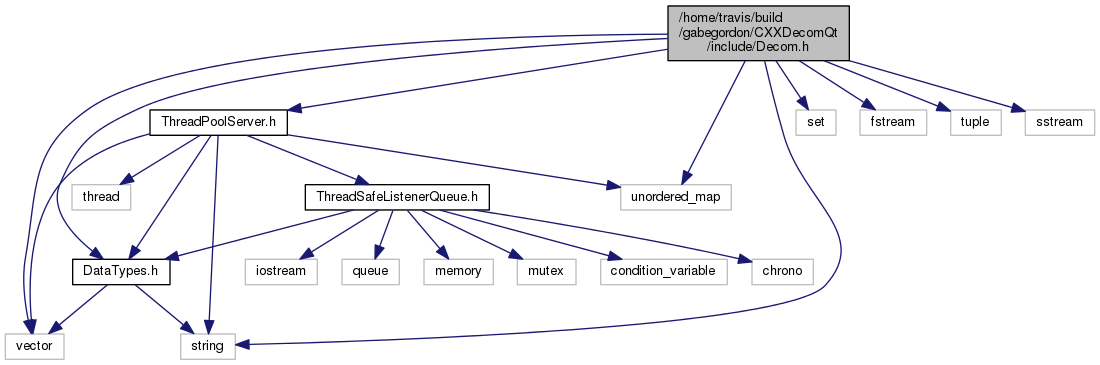 /home/travis/build
/gabegordon/CXXDecomQt
/include/Decom.h
ThreadPoolServer.h
set
fstream
tuple
sstream
thread
ThreadSafeListenerQueue.h
unordered_map
DataTypes.h
iostream
queue
memory
mutex
condition_variable
chrono
vector
string